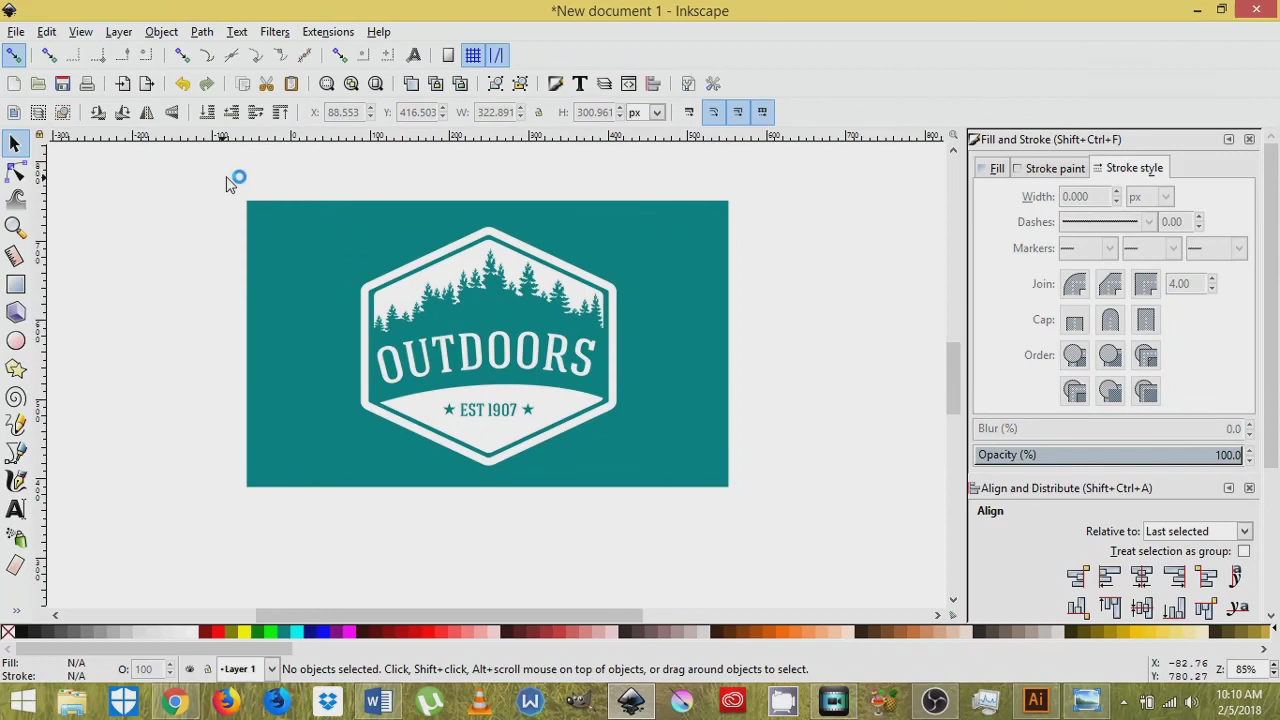 *New document 1 - Inkscape
File Edit View Layer Object Path Text Filters Extensions Help
X: 88.553 Y: 416.503 W: 322.891 H: 300.961 px
Fill and Stroke (Shift+Ctrl+F)
Fill Stroke paint Stroke style
Width: 0.000 px
Dashes: 0.00
Markers:
Join: 4.00
Cap:
Order:
Blur (%) 0.0
Opacity (%) 100.0
Align and Distribute (Shift+Ctrl+A)
Align
Relative to: Last selected
Treat selection as group:
OUTDOORS
★ EST 1907 ★
Fill: N/A
Stroke: N/A
O: 100
Layer 1
No objects selected. Click, Shift+click, Alt+scroll mouse on top of objects, or drag around objects to select.
X: -82.76
Y: 780.27
Z: 85%
10:10 AM
2/5/2018